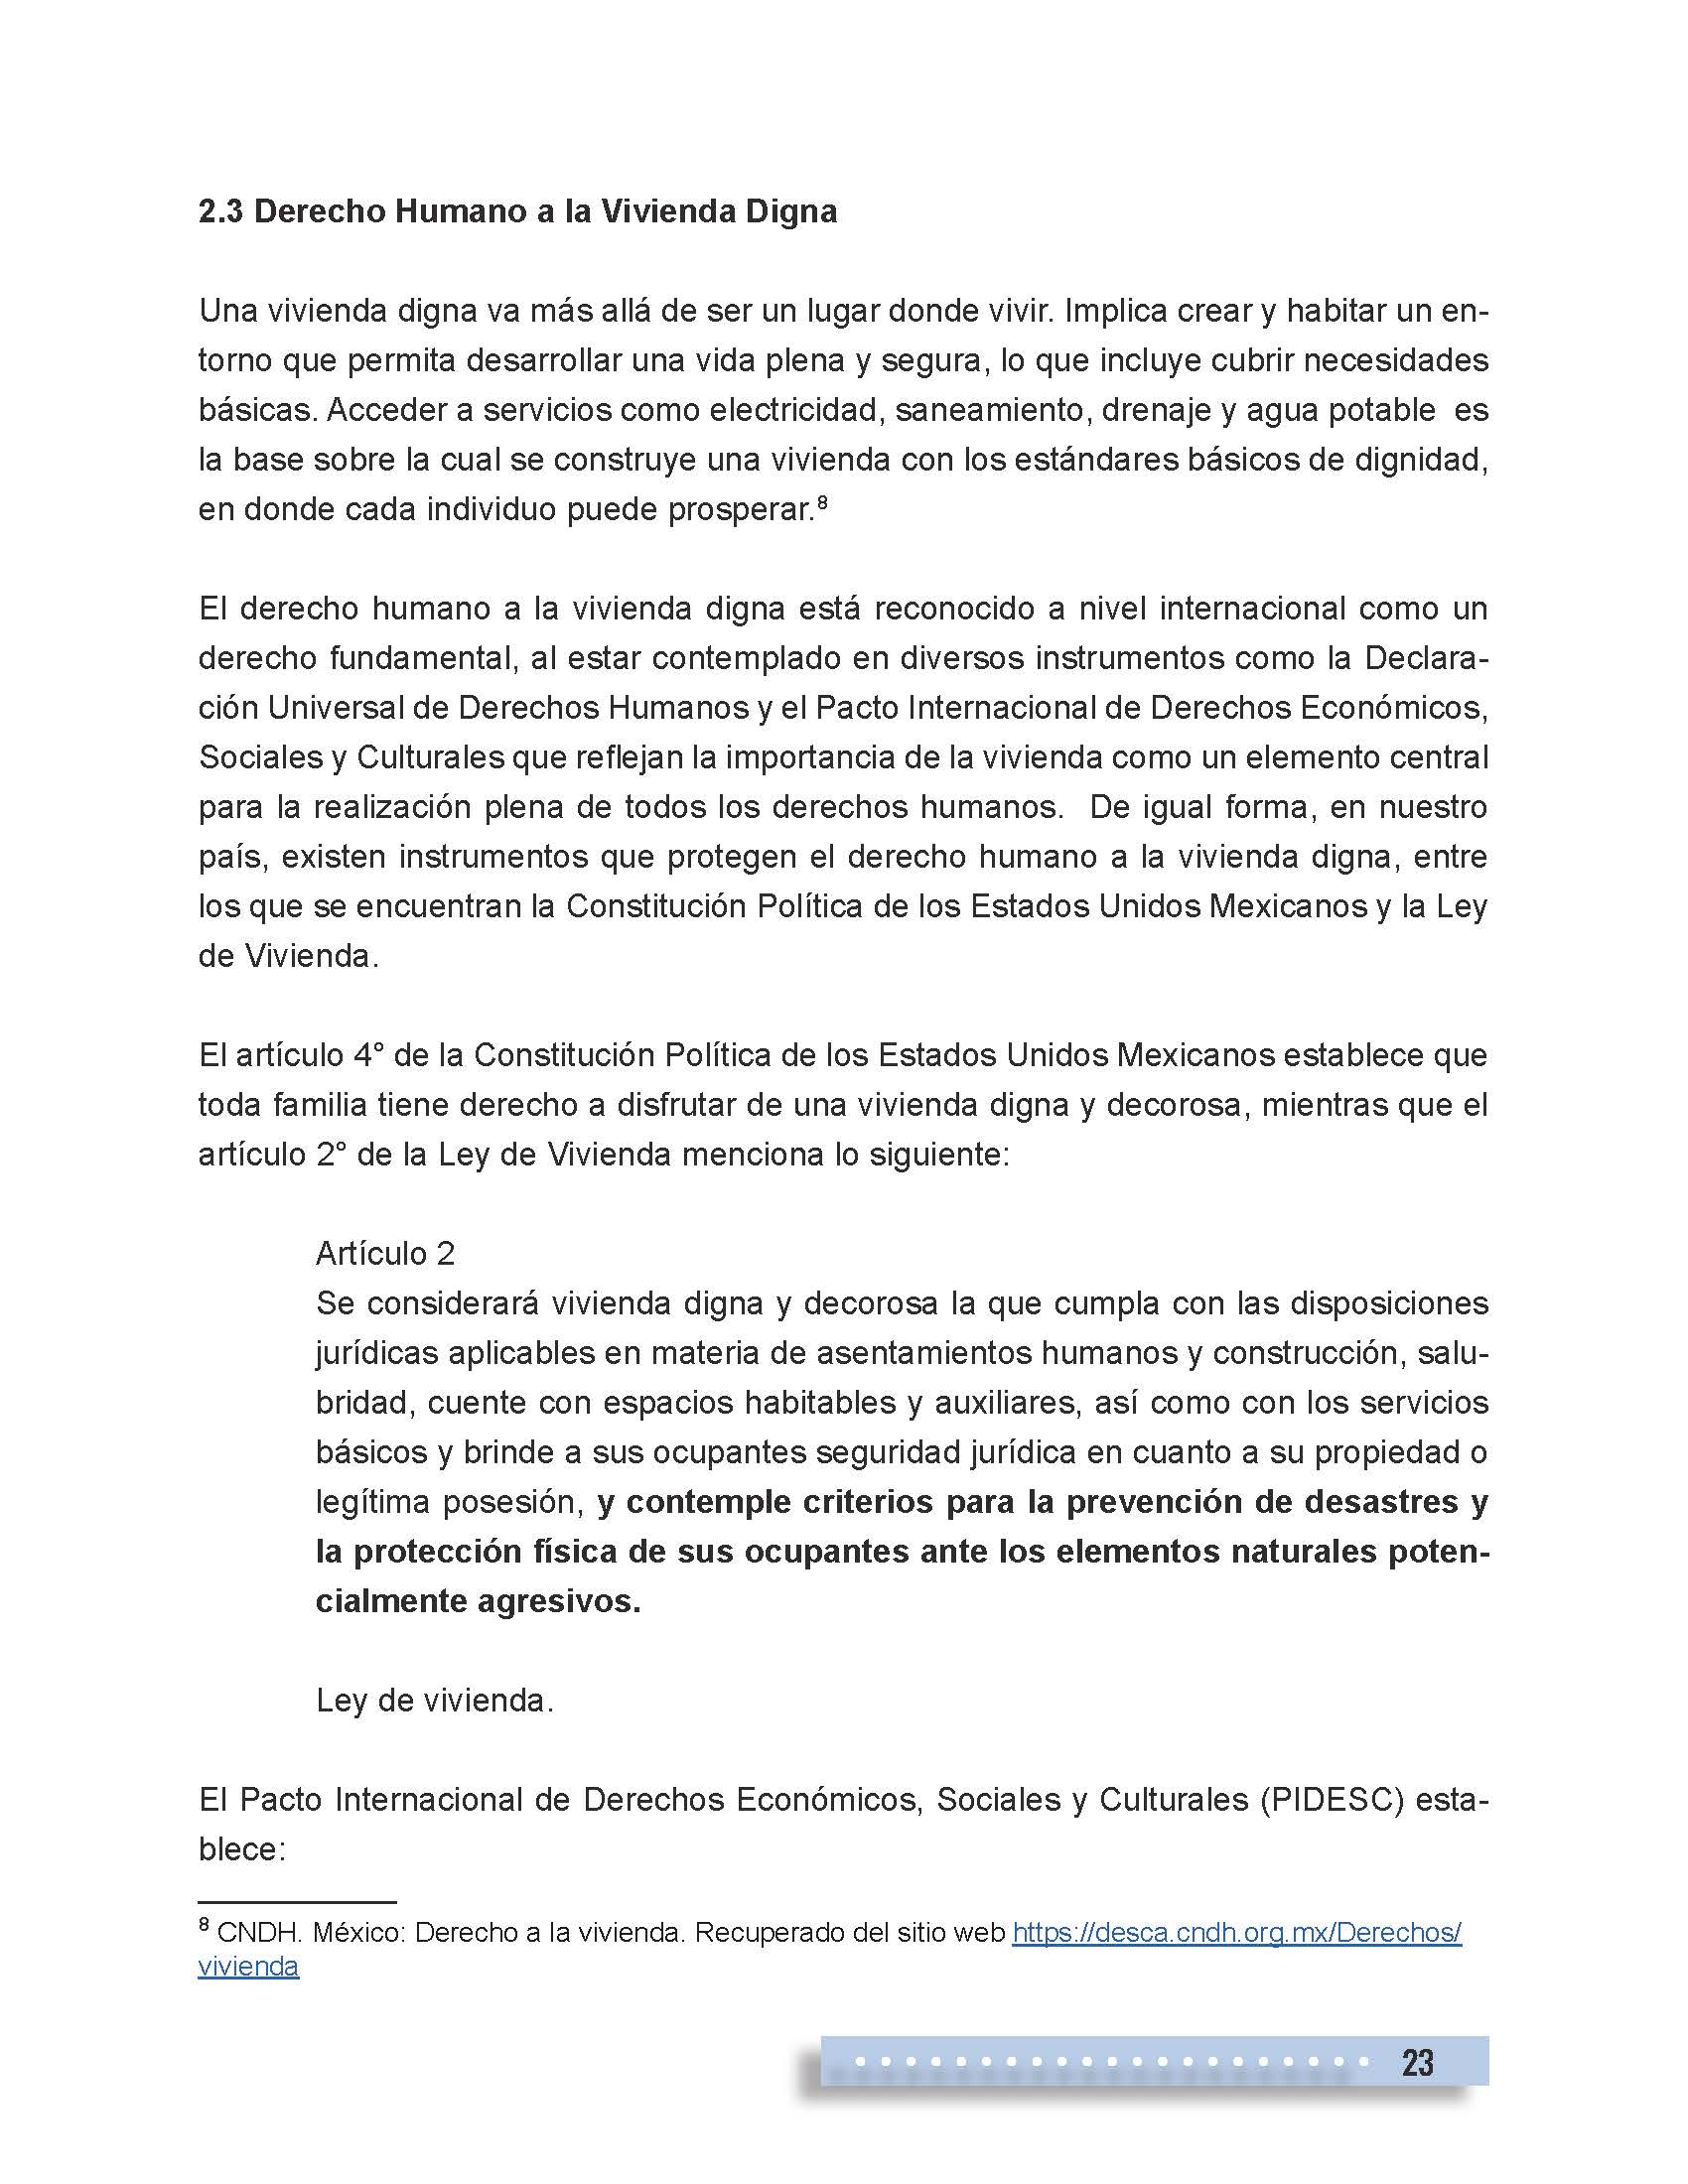 2.3 Derecho Humano a la Vivienda Digna
Una vivienda digna va más allá de ser un lugar donde vivir. Implica crear y habitar un en-
torno que permita desarrollar una vida plena y segura, lo que incluye cubrir necesidades
básicas. Acceder a servicios como electricidad, saneamiento, drenaje y agua potable  es
la base sobre la cual se construye una vivienda con los estándares básicos de dignidad,
en donde cada individuo puede prosperar.⁸
El derecho humano a la vivienda digna está reconocido a nivel internacional como un
derecho fundamental, al estar contemplado en diversos instrumentos como la Declara-
ción Universal de Derechos Humanos y el Pacto Internacional de Derechos Económicos,
Sociales y Culturales que reflejan la importancia de la vivienda como un elemento central
para la realización plena de todos los derechos humanos.  De igual forma, en nuestro
país, existen instrumentos que protegen el derecho humano a la vivienda digna, entre
los que se encuentran la Constitución Política de los Estados Unidos Mexicanos y la Ley
de Vivienda.
El artículo 4° de la Constitución Política de los Estados Unidos Mexicanos establece que
toda familia tiene derecho a disfrutar de una vivienda digna y decorosa, mientras que el
artículo 2° de la Ley de Vivienda menciona lo siguiente:
Artículo 2
Se considerará vivienda digna y decorosa la que cumpla con las disposiciones
jurídicas aplicables en materia de asentamientos humanos y construcción, salu-
bridad, cuente con espacios habitables y auxiliares, así como con los servicios
básicos y brinde a sus ocupantes seguridad jurídica en cuanto a su propiedad o
legítima posesión, y contemple criterios para la prevención de desastres y
la protección física de sus ocupantes ante los elementos naturales poten-
cialmente agresivos.
Ley de vivienda.
El Pacto Internacional de Derechos Económicos, Sociales y Culturales (PIDESC) esta-
blece:
⁸ CNDH. México: Derecho a la vivienda. Recuperado del sitio web https://desca.cndh.org.mx/Derechos/
vivienda
23